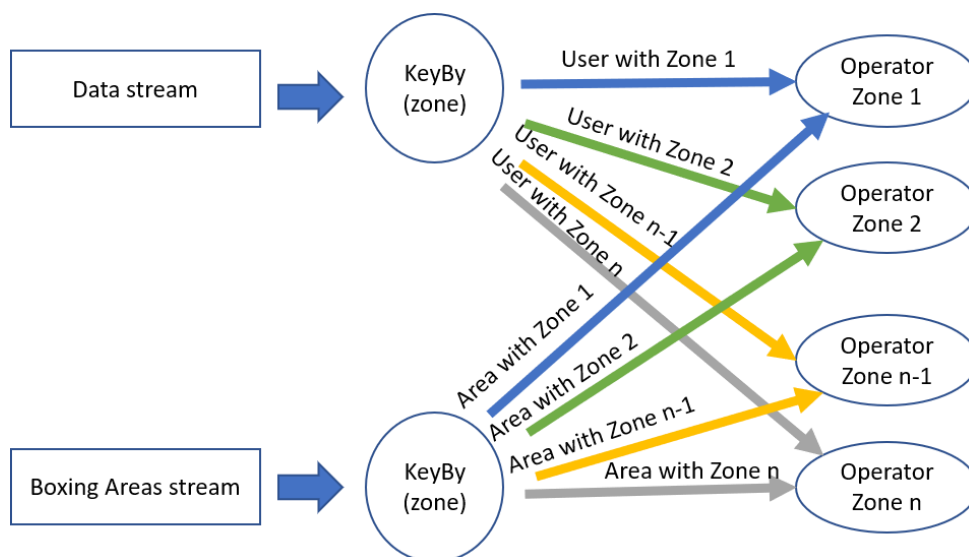 Data stream
KeyBy
(zone)
User with Zone 1
User with Zone 2
User with Zone n-1
User with Zone n
Operator
Zone 1
Operator
Zone 2
Operator
Zone n-1
Operator
Zone n
Boxing Areas stream
KeyBy
(zone)
Area with Zone 1
Area with Zone 2
Area with Zone n-1
Area with Zone n